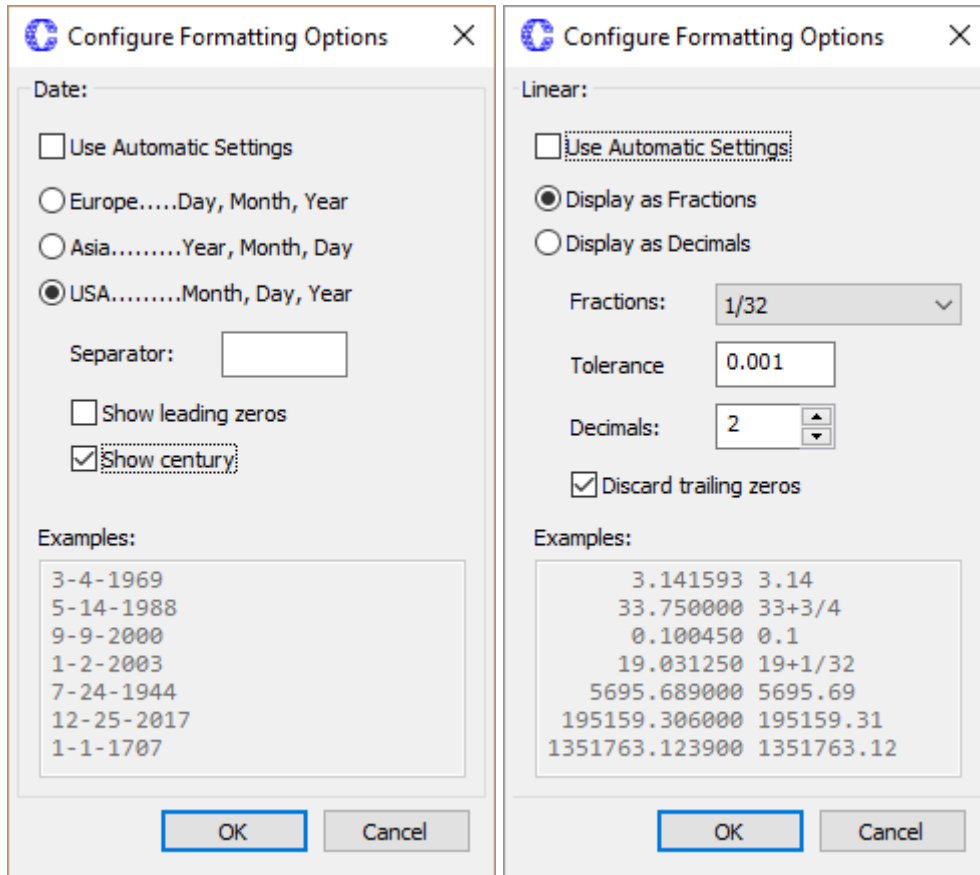 Configure Formatting Options
Date:
Use Automatic Settings
Europe.....Day, Month, Year
Asia.........Year, Month, Day
USA.........Month, Day, Year
Separator:
Show leading zeros
Show century
Examples:
3-4-1969
5-14-1988
9-9-2000
1-2-2003
7-24-1944
12-25-2017
1-1-1707
OK
Cancel
Configure Formatting Options
Linear:
Use Automatic Settings
Display as Fractions
Display as Decimals
Fractions: 1/32
Tolerance 0.001
Decimals: 2
Discard trailing zeros
Examples:
3.141593 3.14
33.750000 33+3/4
0.100450 0.1
19.031250 19+1/32
5695.689000 5695.69
195159.306000 195159.31
1351763.123900 1351763.12
OK
Cancel